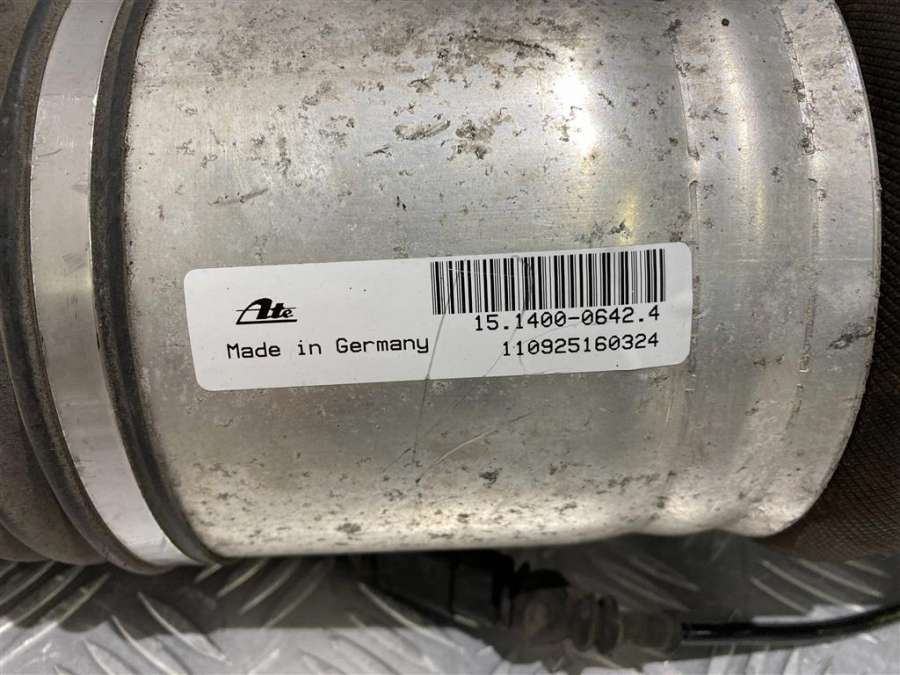 Ate
15.1400-0642.4
Made in Germany
110925160324